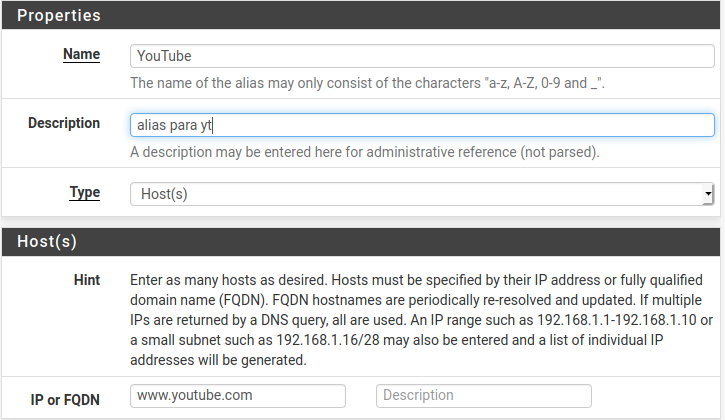 Properties
Name
YouTube
The name of the alias may only consist of the characters "a-z, A-Z, 0-9 and _".
Description
alias para yt
A description may be entered here for administrative reference (not parsed).
Type
Host(s)
Host(s)
Hint
Enter as many hosts as desired. Hosts must be specified by their IP address or fully qualified
domain name (FQDN). FQDN hostnames are periodically re-resolved and updated. If multiple
IPs are returned by a DNS query, all are used. An IP range such as 192.168.1.1-192.168.1.10 or
a small subnet such as 192.168.1.16/28 may also be entered and a list of individual IP
addresses will be generated.
IP or FQDN
www.youtube.com
Description